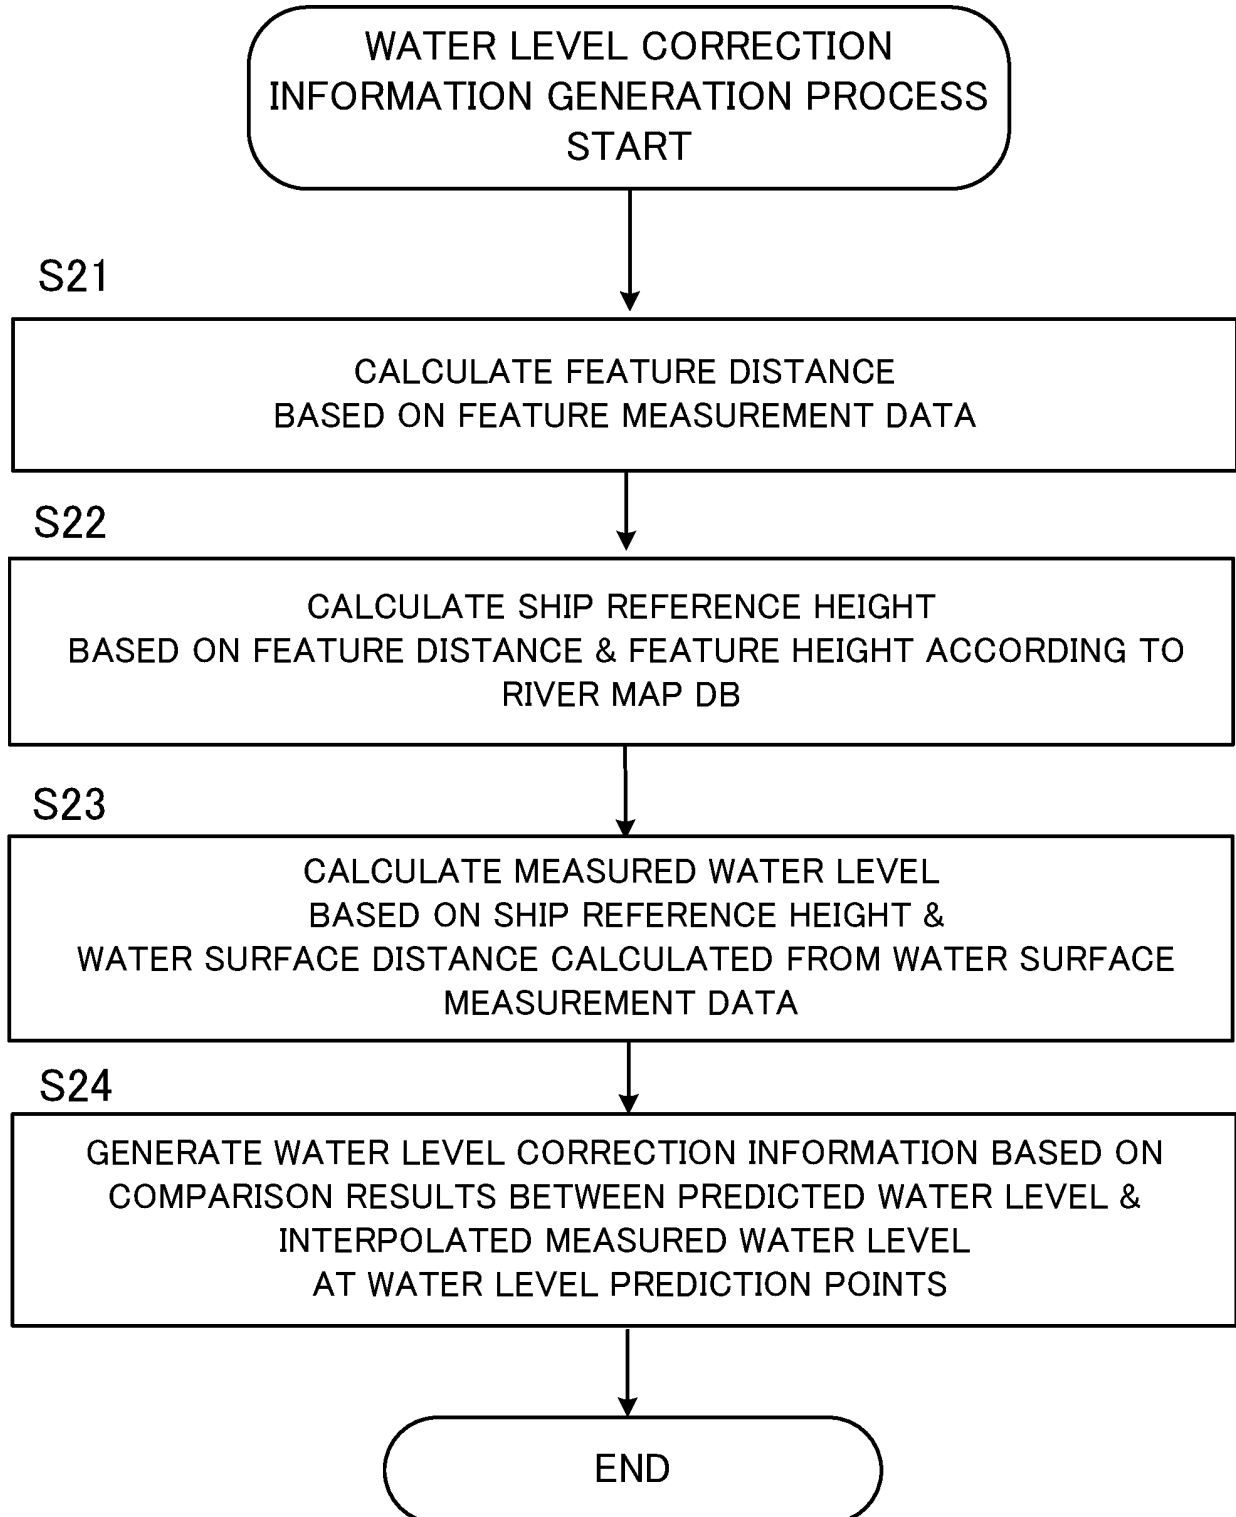 WATER LEVEL CORRECTION
INFORMATION GENERATION PROCESS
START
S21
CALCULATE FEATURE DISTANCE
BASED ON FEATURE MEASUREMENT DATA
S22
CALCULATE SHIP REFERENCE HEIGHT
BASED ON FEATURE DISTANCE & FEATURE HEIGHT ACCORDING TO
RIVER MAP DB
S23
CALCULATE MEASURED WATER LEVEL
BASED ON SHIP REFERENCE HEIGHT &
WATER SURFACE DISTANCE CALCULATED FROM WATER SURFACE
MEASUREMENT DATA
S24
GENERATE WATER LEVEL CORRECTION INFORMATION BASED ON
COMPARISON RESULTS BETWEEN PREDICTED WATER LEVEL &
INTERPOLATED MEASURED WATER LEVEL
AT WATER LEVEL PREDICTION POINTS
END